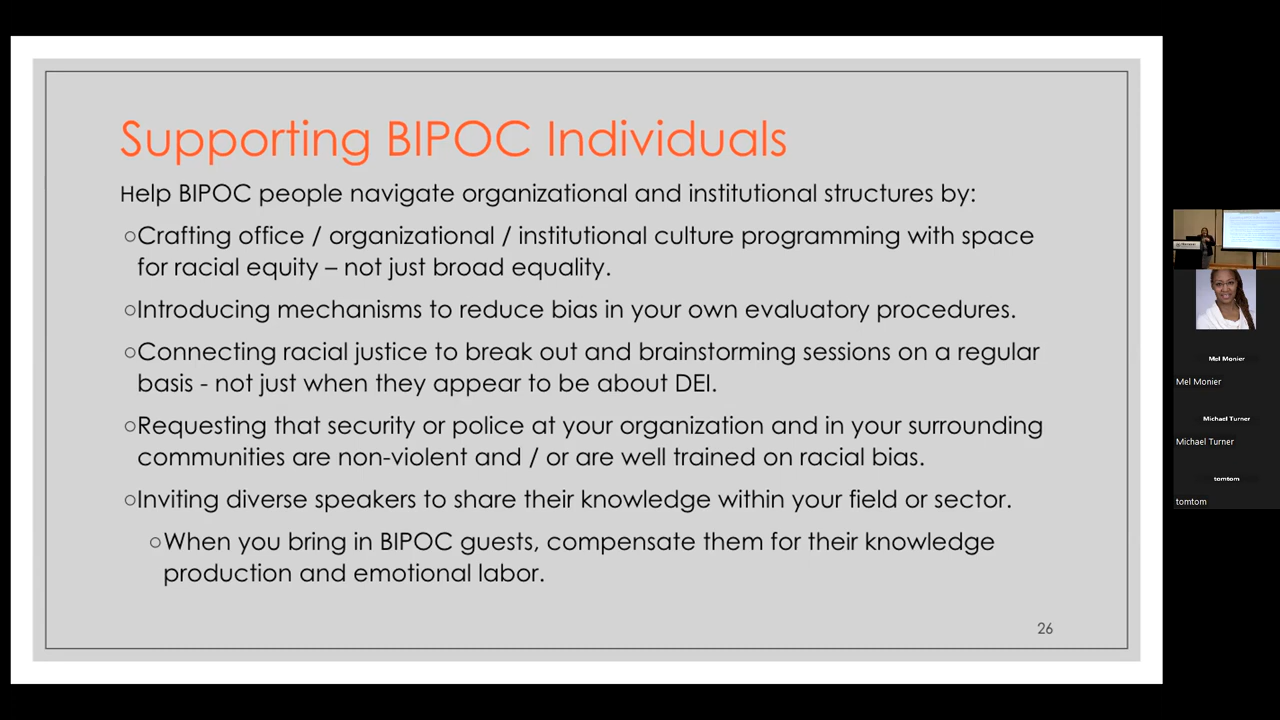 Supporting BIPOC Individuals
Help BIPOC people navigate organizational and institutional structures by:
○Crafting office / organizational / institutional culture programming with space
for racial equity – not just broad equality.
○Introducing mechanisms to reduce bias in your own evaluatory procedures.
○Connecting racial justice to break out and brainstorming sessions on a regular
basis - not just when they appear to be about DEI.
○Requesting that security or police at your organization and in your surrounding
communities are non-violent and / or are well trained on racial bias.
○Inviting diverse speakers to share their knowledge within your field or sector.
○When you bring in BIPOC guests, compensate them for their knowledge
production and emotional labor.
26
Mel Monier
Mel Monier
Michael Turner
Michael Turner
tomtom
tomtom